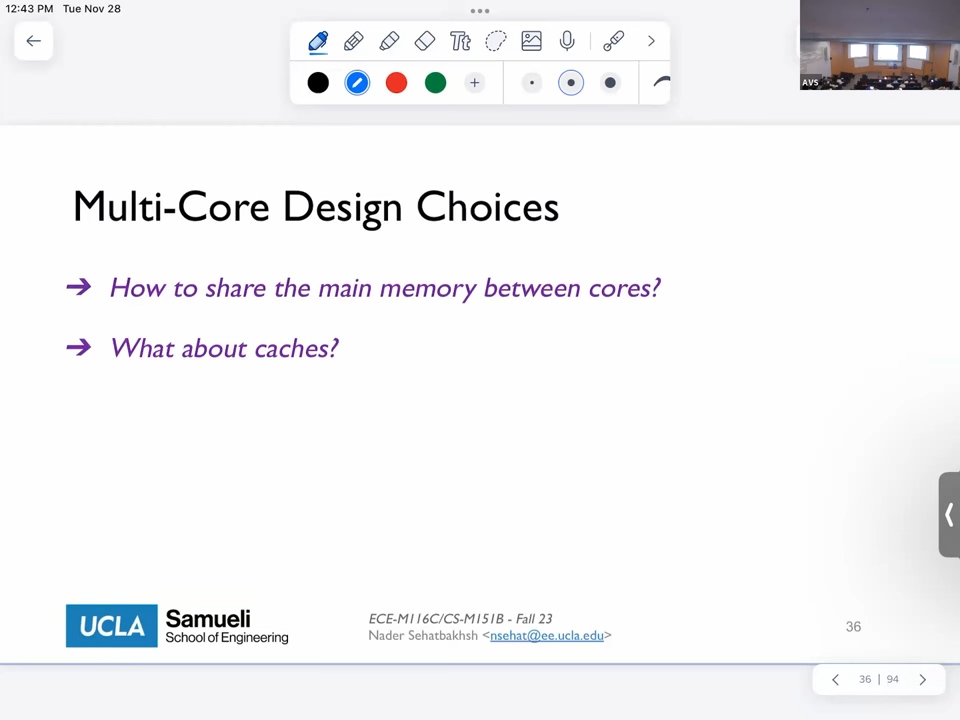 12:43 PM Tue Nov 28
Tt
AVS
Multi-Core Design Choices
➔ How to share the main memory between cores?
➔ What about caches?
UCLA Samueli
School of Engineering
ECE-M116C/CS-M151B - Fall 23
Nader Sehatbakhsh <nsehat@ee.ucla.edu>
36
36 | 94